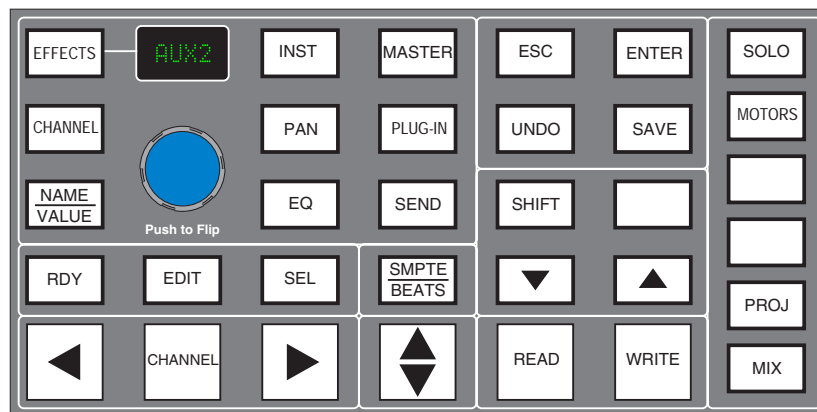 EFFECTS
AUX2
INST
MASTER
ESC
ENTER
SOLO
CHANNEL
PAN
PLUG-IN
UNDO
SAVE
MOTORS
NAME
VALUE
Push to Flip
EQ
SEND
SHIFT
RDY
EDIT
SEL
SMPTE
BEATS
PROJ
CHANNEL
READ
WRITE
MIX